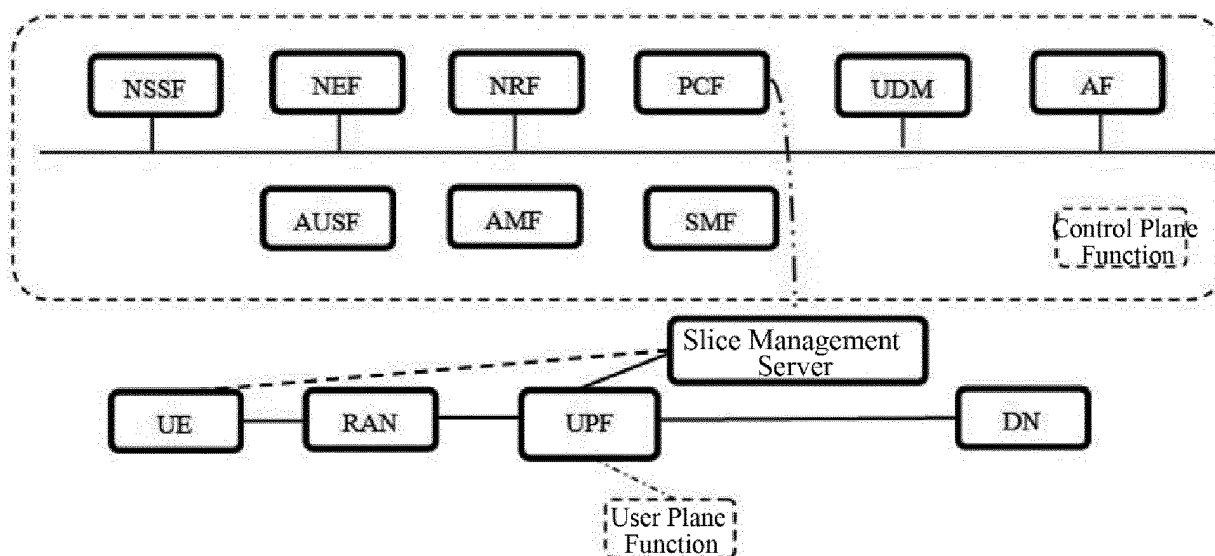 NSSF
NEF
NRF
PCF
UDM
AF
AUSF
AMF
SMF
Control Plane
Function
Slice Management
Server
UE
RAN
UPF
DN
User Plane
Function